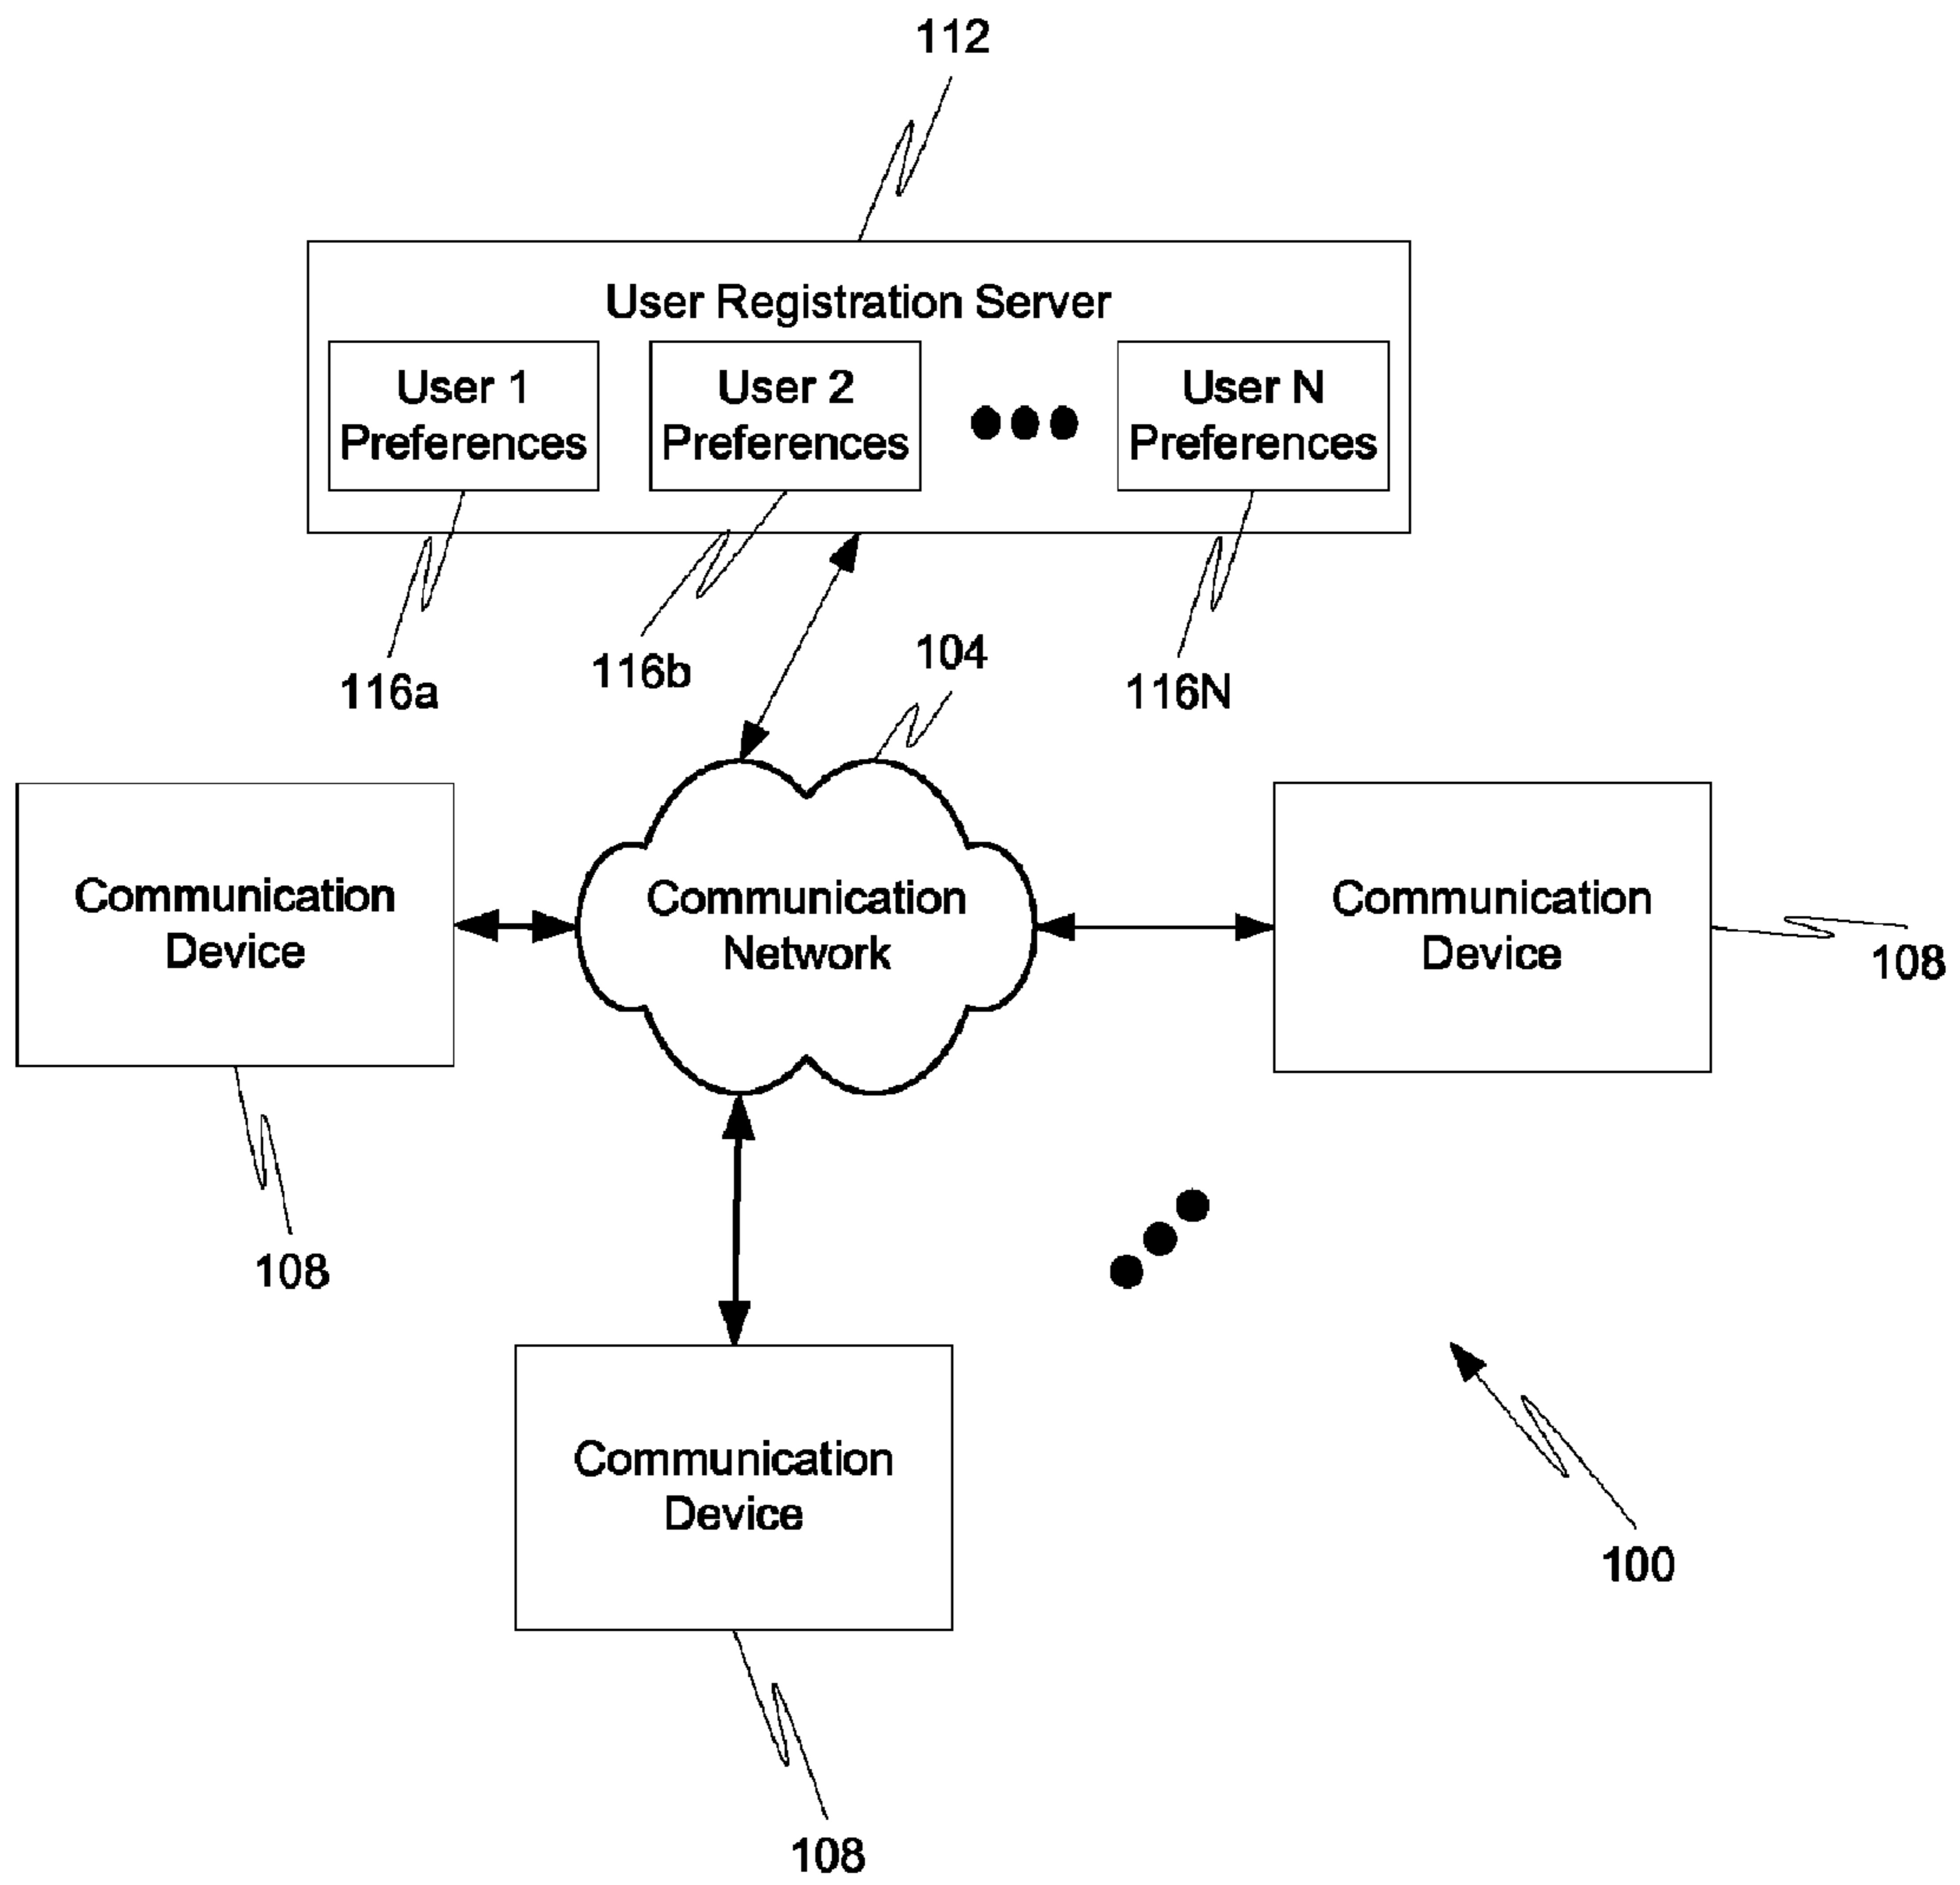 112
User Registration Server
User 1
Preferences
User 2
Preferences
User N
Preferences
116a
116b
104
116N
Communication
Device
Communication
Network
Communication
Device
108
108
Communication
Device
100
108